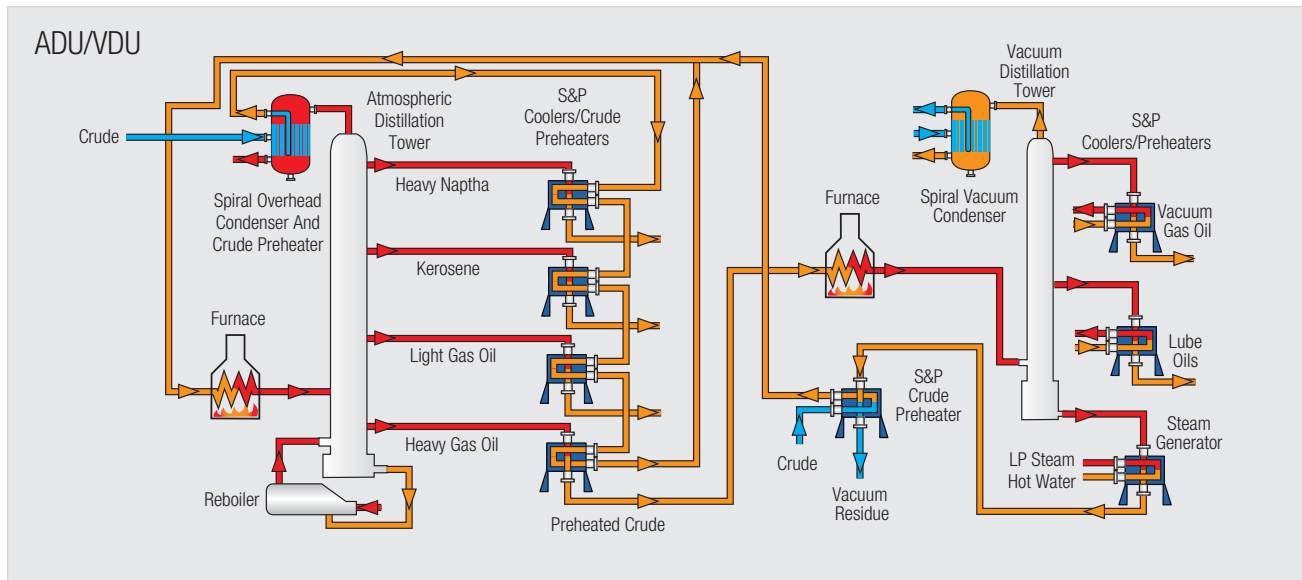 ADU/VDU
Crude
Spiral Overhead
Condenser And
Crude Preheater
Atmospheric
Distillation
Tower
S&P
Coolers/Crude
Preheaters
Heavy Naptha
Kerosene
Furnace
Light Gas Oil
Heavy Gas Oil
Reboiler
Preheated Crude
Furnace
Vacuum
Distillation
Tower
Spiral Vacuum
Condenser
S&P
Coolers/Preheaters
Vacuum
Gas Oil
Lube
Oils
S&P
Crude
Preheater
Crude
Vacuum
Residue
Steam
Generator
LP Steam
Hot Water